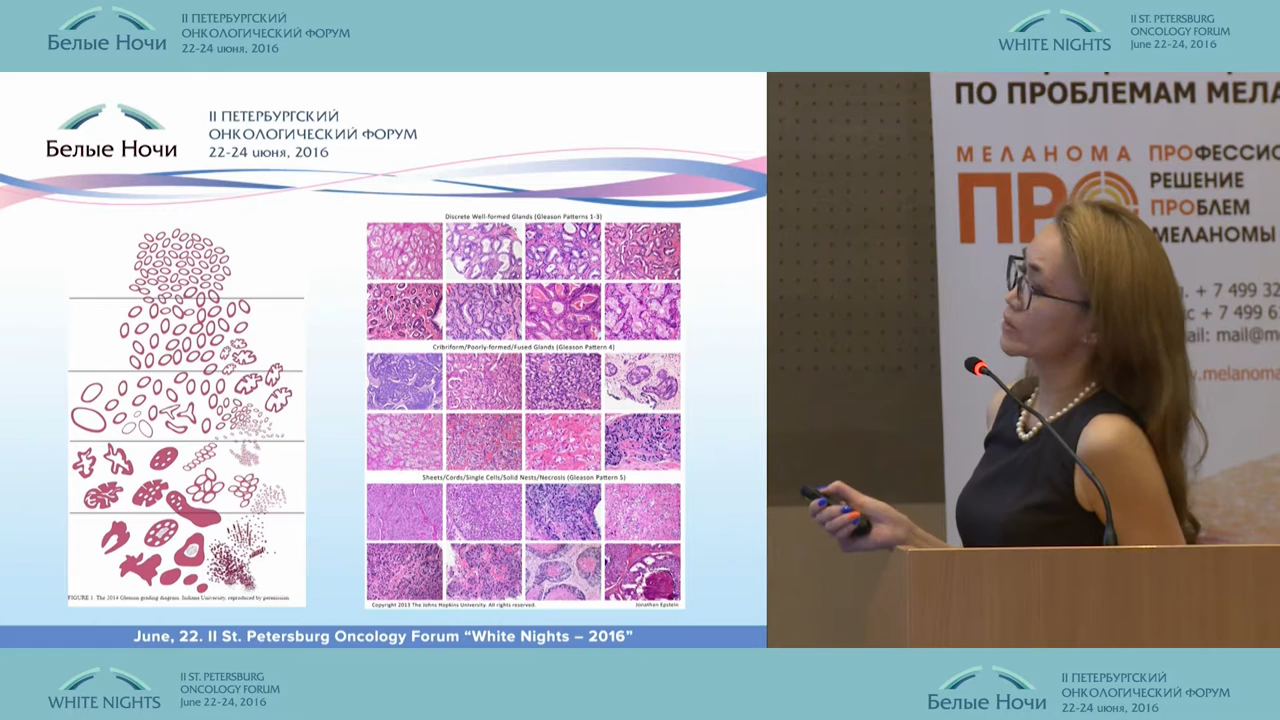 Белые Ночи
II ПЕТЕРБУРГСКИЙ
ОНКОЛОГИЧЕСКИЙ ФОРУМ
22-24 июня, 2016
WHITE NIGHTS
II ST. PETERSBURG
ONCOLOGY FORUM
June 22-24, 2016
Белые Ночи
II ПЕТЕРБУРГСКИЙ
ОНКОЛОГИЧЕСКИЙ ФОРУМ
22-24 июня, 2016
Discrete Well-formed Glands (Gleason Patterns 1-3)
Cribriform/Poorly-formed/Fused Glands (Gleason Pattern 4)
Sheets/Cords/Single Cells/Solid Nests/Necrosis (Gleason Pattern 5)
Copyright 2013 The Johns Hopkins University. All rights reserved.
Jonathan Epstein
FIGURE 1. The 2014 Gleason grading diagram. Indiana University, reproduced by permission
June, 22. II St. Petersburg Oncology Forum “White Nights – 2016”
ПО ПРОБЛЕМАМ МЕЛА
МЕЛАНОМА
ПРО
ПРОФЕССИО
РЕШЕНИЕ
ПРОБЛЕМ
МЕЛАНОМЫ
. + 7 499 32
с + 7 499 6
ail: mail@m
w.melanoma
WHITE NIGHTS
II ST. PETERSBURG
ONCOLOGY FORUM
June 22-24, 2016
Белые Ночи
II ПЕТЕРБУРГСКИЙ
ОНКОЛОГИЧЕСКИЙ ФОРУМ
22-24 июня, 2016